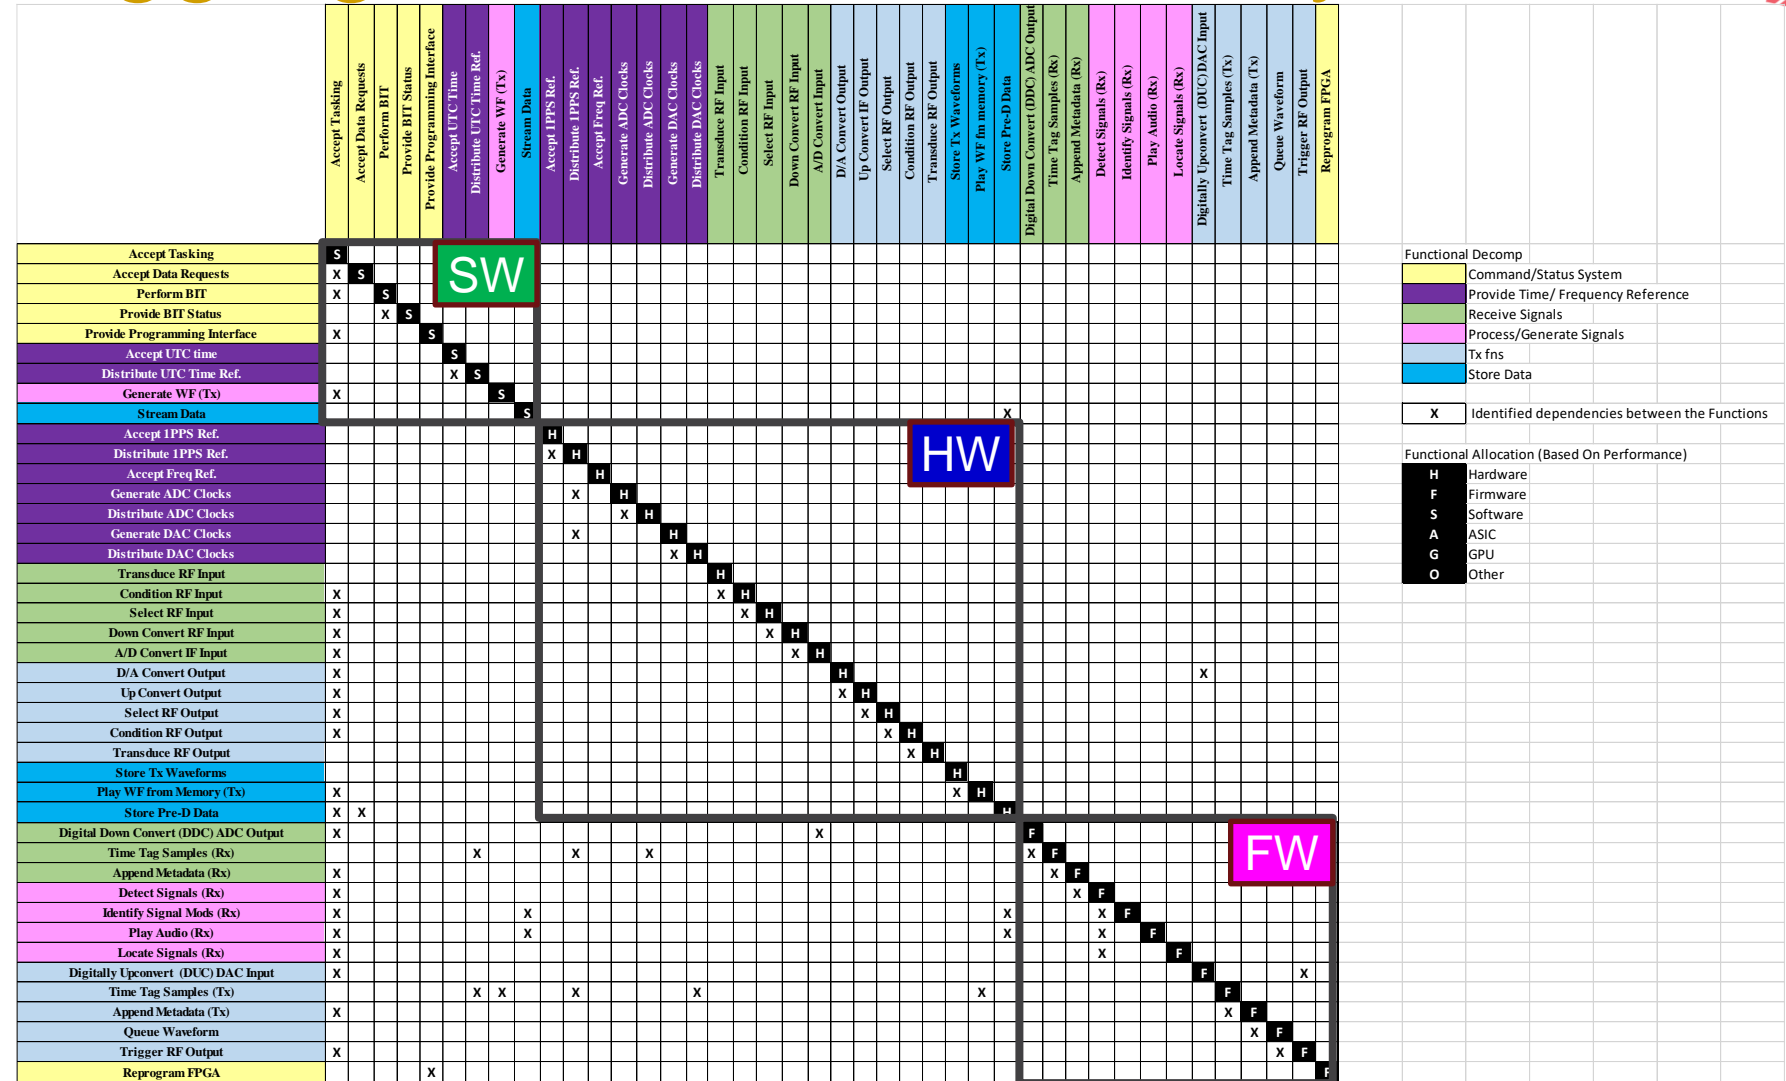 Accept Tasking
Accept Data Requests
Perform BIT
Provide BIT Status
Provide Programming Interface
Accept UTC Time
Distribute UTC Time Ref.
Generate WF (Tx)
Stream Data
Accept 1PPS Ref.
Distribute 1PPS Ref.
Accept Freq Ref.
Generate ADC Clocks
Distribute ADC Clocks
Generate DAC Clocks
Distribute DAC Clocks
Transduce RF Input
Condition RF Input
Select RF Input
Down Convert RF Input
A/D Convert Input
D/A Convert Output
Up Convert IF Output
Select RF Output
Condition RF Output
Transduce RF Output
Store Tx Waveforms
Play WF fm memory (Tx)
Store Pre-D Data
Digital Down Convert (DDC) ADC Output
Time Tag Samples (Rx)
Append Metadata (Rx)
Detect Signals (Rx)
Identify Signals (Rx)
Play Audio (Rx)
Locate Signals (Rx)
Digitally Upconvert (DUC) DAC Input
Time Tag Samples (Tx)
Append Metadata (Tx)
Queue Waveform
Trigger RF Output
Reprogram FPGA
Accept Tasking S
Accept Data Requests X S
Perform BIT X S
Provide BIT Status X S
Provide Programming Interface X S
Accept UTC time S
Distribute UTC Time Ref. X S
Generate WF (Tx) X S
Stream Data S X
SW
Accept 1PPS Ref. H
Distribute 1PPS Ref. X H
Accept Freq Ref. H
Generate ADC Clocks X H
Distribute ADC Clocks X H
Generate DAC Clocks X H
Distribute DAC Clocks X H
Transduce RF Input H
Condition RF Input X X H
Select RF Input X X H
Down Convert RF Input X X H
A/D Convert IF Input X X H
D/A Convert Output X H X
Up Convert Output X X H
Select RF Output X X H
Condition RF Output X X H
Transduce RF Output X H
Store Tx Waveforms H
Play WF from Memory (Tx) X X H
Store Pre-D Data X X H
HW
Digital Down Convert (DDC) ADC Output X X F
Time Tag Samples (Rx) X X X X F
Append Metadata (Rx) X X F
Detect Signals (Rx) X X F
Identify Signal Mods (Rx) X X X X F
Play Audio (Rx) X X X X F
Locate Signals (Rx) X X F
Digitally Upconvert (DUC) DAC Input X F X
Time Tag Samples (Tx) X X X X X F
Append Metadata (Tx) X X F
Queue Waveform X F
Trigger RF Output X X F
Reprogram FPGA X F
FW
Functional Decomp
Command/Status System
Provide Time/ Frequency Reference
Receive Signals
Process/Generate Signals
Tx fns
Store Data
X Identified dependencies between the Functions
Functional Allocation (Based On Performance)
H Hardware
F Firmware
S Software
A ASIC
G GPU
O Other